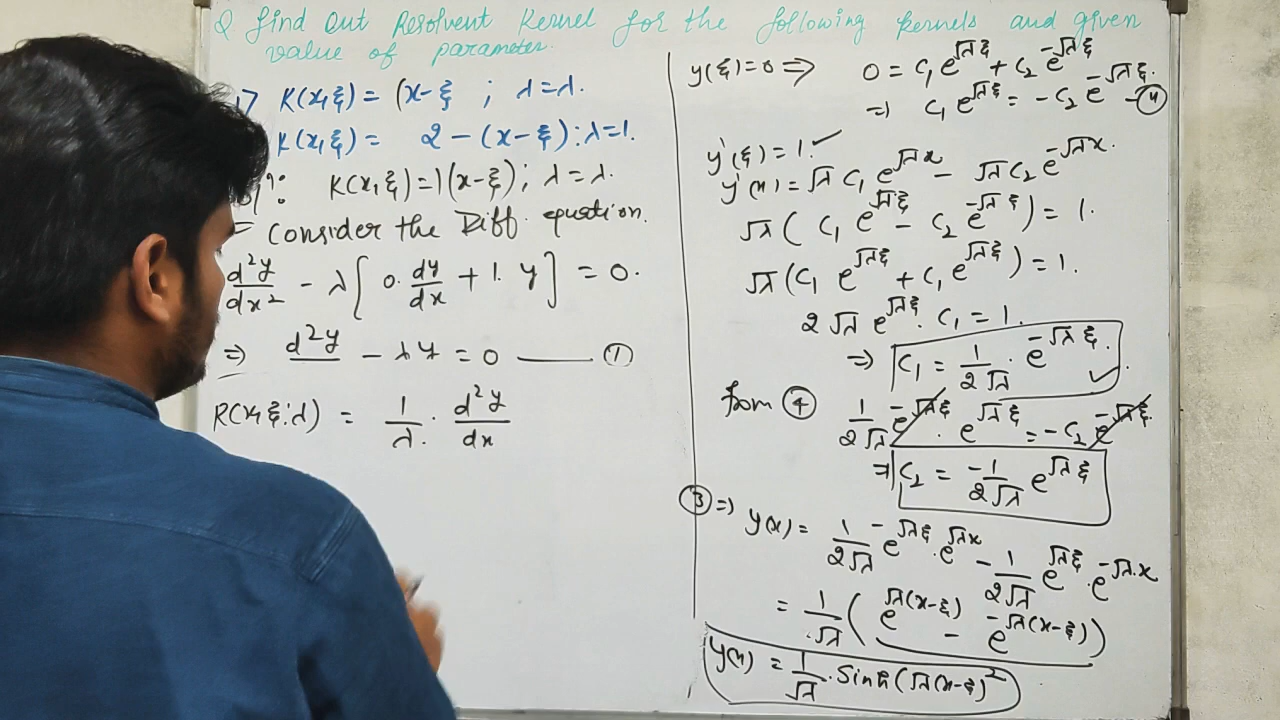 Q find out Resolvent Kernel for the following kernels and given
value of parameter.
17 K(x,ξ) = (x-ξ ; λ=λ.
K(x,ξ) = 2 - (x-ξ) : λ=1.
K(x,ξ)=1(x-ξ); λ=λ.
= Consider the Diff. equation.
d²y/dx² - λ[0.dy/dx + 1. y] = 0.
⇒ d²y - λy = 0 —— ①
R(x,ξ:λ) = 1/λ. · d²y/dx
y(ξ)=0 ⇒ 0 = C₁ e^√λξ + C₂ e^-√λξ
⇒ C₁ e^√λξ = -C₂ e^-√λξ. - ④
y'(ξ) = 1. ✓
y'(x) = √λ C₁ e^√λx - √λ C₂ e^-√λx.
√λ ( C₁ e^√λξ - C₂ e^-√λξ ) = 1.
√λ (C₁ e^√λξ + C₁ e^√λξ ) = 1.
2√λ e^√λξ. C₁ = 1.
⇒ C₁ = 1/2√λ · e^-√λξ. ✓
from ④ 1/2√λ e^-√λξ · e^√λξ = -C₂ e^-√λξ.
⇒ C₂ = -1/2√λ e^√λξ
③ ⇒ y(x) = 1/2√λ e^-√λξ · e^√λx - 1/2√λ e^√λξ · e^-√λ.x
= 1/.√λ ( e^√λ(x-ξ) - e^-√λ(x-ξ) )
y(x) = 1/√λ · Sinh (√λ(x-ξ)²